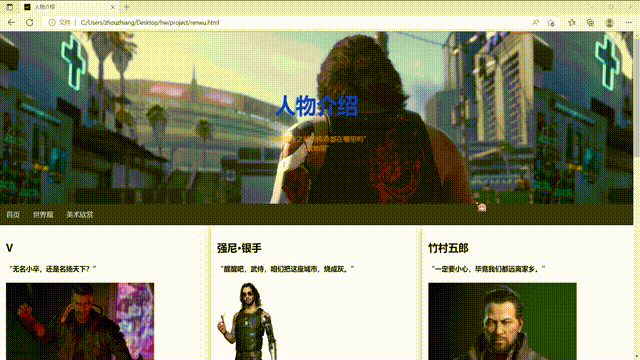 人物介绍
文件 | C:/Users/zhouzhiang/Desktop/hw/project/renwu.html
人物介绍
首页 世界观 美术欣赏
V
“无名小卒，还是名扬天下？”
强尼·银手
“醒醒吧，武侍，咱们把这座城市，烧成灰。”
竹村五郎
“一定要小心，毕竟我们都远离家乡。”